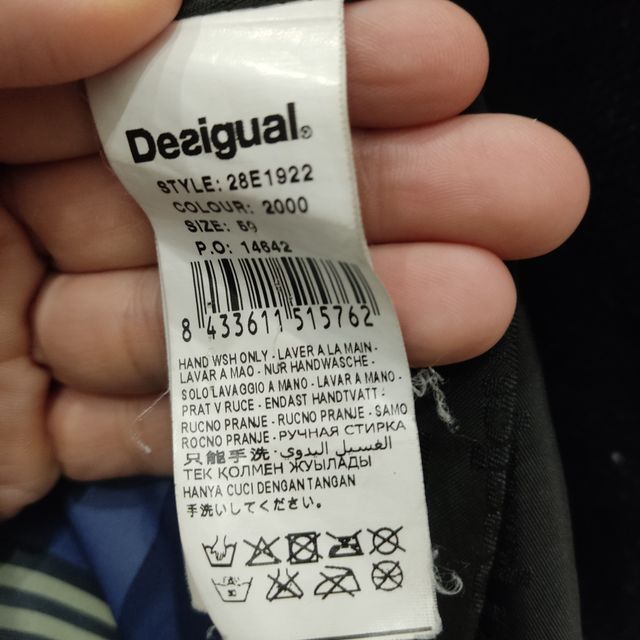 Desigual®
STYLE: 28E1922
COLOUR: 2000
SIZE: 50
P.O: 14642
8 433611 515762
HAND WSH ONLY - LAVER A LA MAIN -
LAVAR A MAO - NUR HANDWASCHE -
SOLO LAVAGGIO A MANO - LAVAR A MANO -
PRAT V RUCE - ENDAST HANDTVATT :
RUCNO PRANJE - RUCNO PRANJE - SAMO
ROCNO PRANJE - РУЧНАЯ СТИРКА
只能手洗 - الغسيل اليدوي
ТЕК ҚОЛМЕН ЖУЫЛАДЫ
HANYA CUCI DENGAN TANGAN
手洗いしてください。